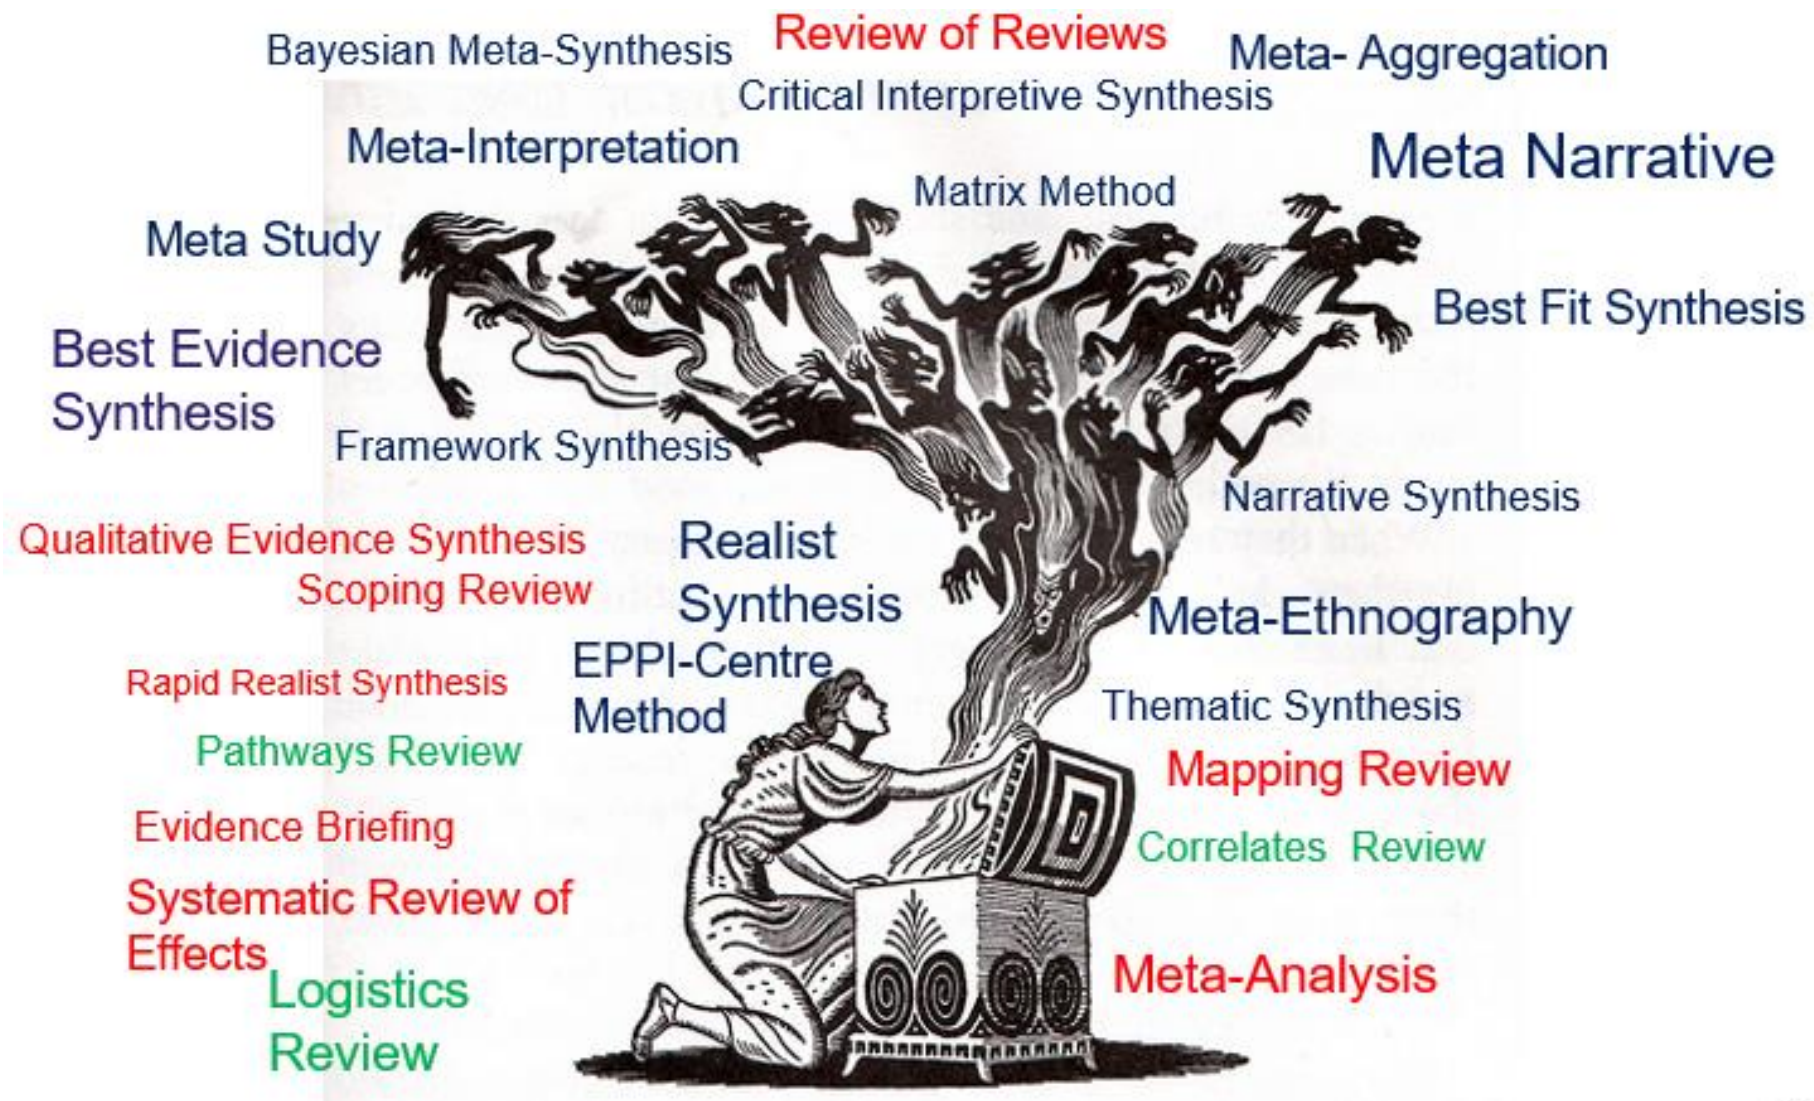 Bayesian Meta-Synthesis
Review of Reviews
Meta- Aggregation
Critical Interpretive Synthesis
Meta-Interpretation
Meta Narrative
Matrix Method
Meta Study
Best Fit Synthesis
Best Evidence
Synthesis
Framework Synthesis
Narrative Synthesis
Qualitative Evidence Synthesis
Scoping Review
Realist
Synthesis
Meta-Ethnography
EPPI-Centre
Method
Rapid Realist Synthesis
Thematic Synthesis
Pathways Review
Mapping Review
Evidence Briefing
Correlates Review
Systematic Review of
Effects
Meta-Analysis
Logistics
Review